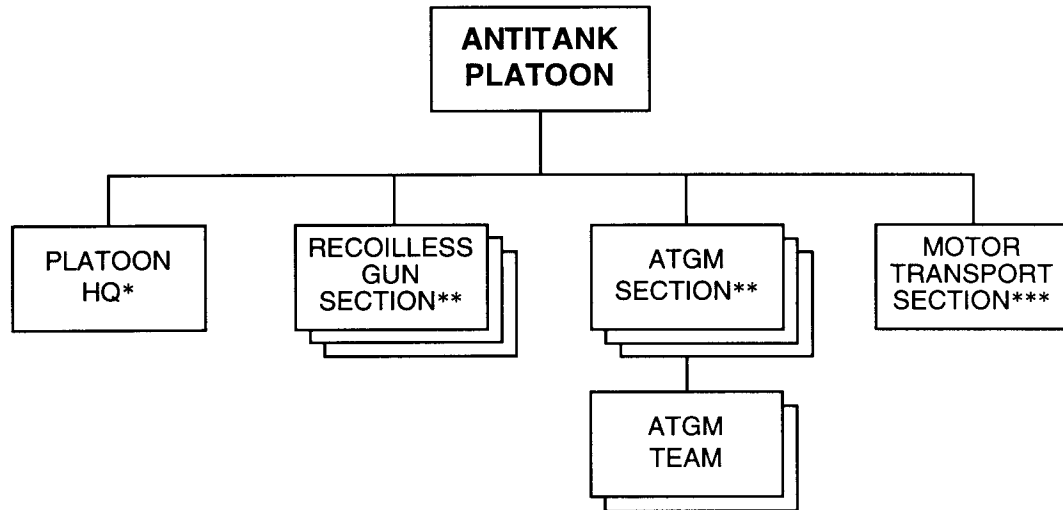 ANTITANK
PLATOON
PLATOON
HQ*
RECOILLESS
GUN
SECTION**
ATGM
SECTION**
MOTOR
TRANSPORT
SECTION***
ATGM
TEAM